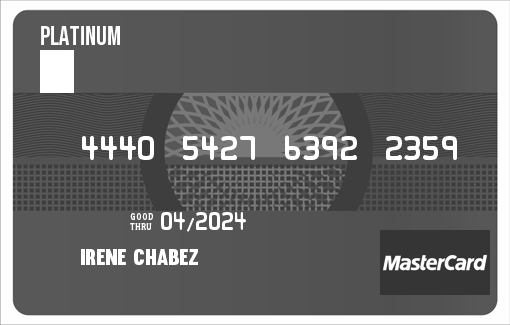 PLATINUM
4440 5427 6392 2359
GOOD THRU 04/2024
IRENE CHABEZ
MasterCard